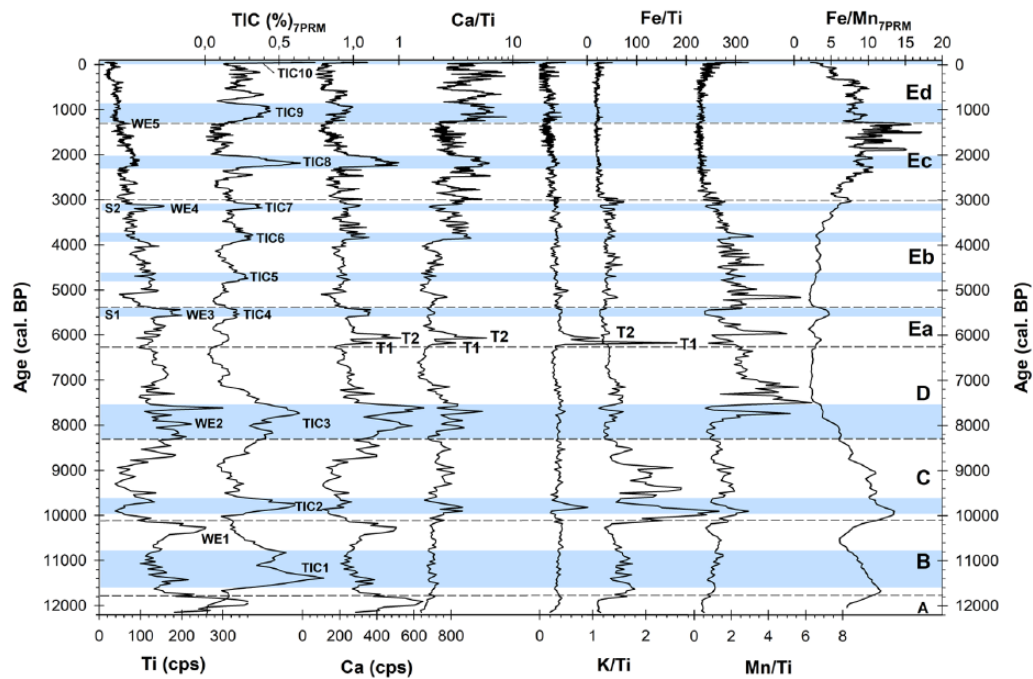 TIC (%)7PRM Ca/Ti Fe/Ti Fe/Mn7PRM
0,0 0,5 1,0 1 10 0 100 200 300 0 5 10 15 20
0 TIC10 Ed 0
1000 TIC9 1000
WE5
2000 TIC8 Ec 2000
3000 S2 WE4 TIC7 3000
4000 TIC6 4000
Eb
5000 TIC5 5000
S1 WE3 TIC4 Ea
6000 T2 T2 T2 6000
T1 T1 T1
7000 D 7000
8000 WE2 TIC3 8000
9000 C 9000
10000 TIC2 10000
WE1
11000 TIC1 B 11000
12000 A 12000
Age (cal. BP) Age (cal. BP)
0 100 200 300 0 200 400 600 800 0 1 2 0 2 4 6 8
Ti (cps) Ca (cps) K/Ti Mn/Ti